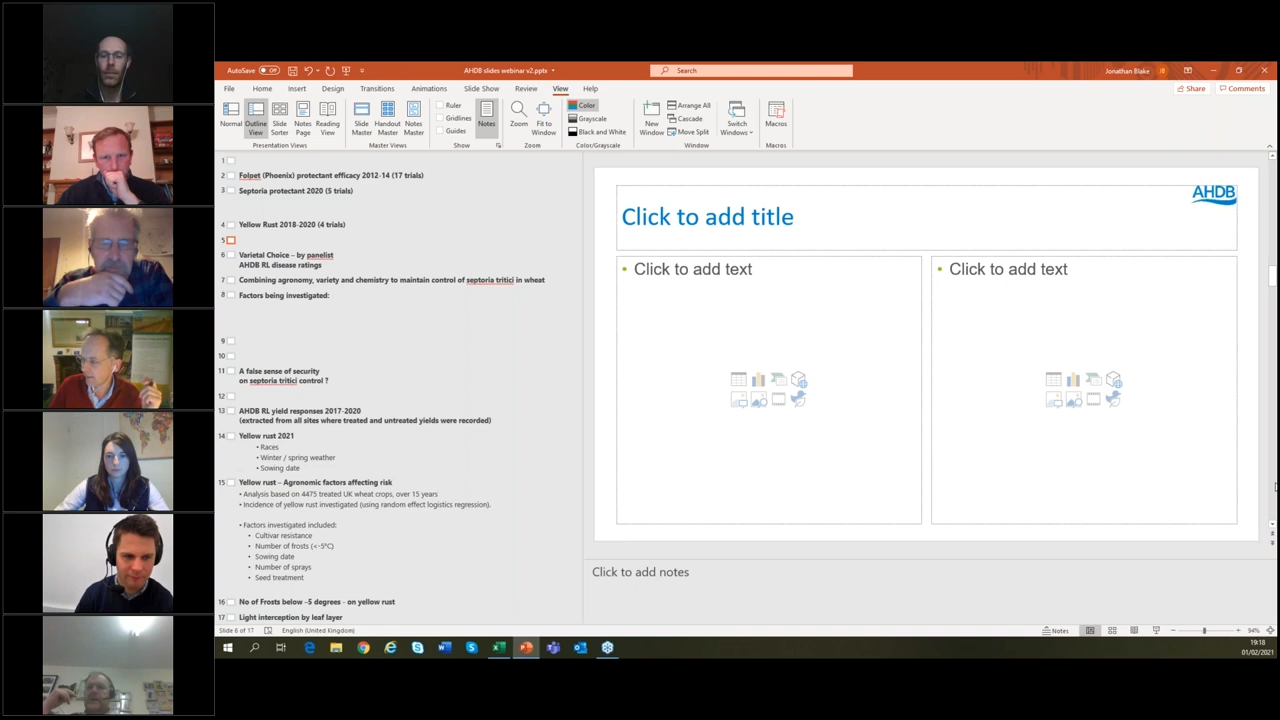 AutoSave Off
AHDB slides webinar v2.pptx
Search
Jonathan Blake
JB
File Home Insert Design Transitions Animations Slide Show Review View Help
Share Comments
Normal
Outline View
Slide Sorter
Notes Page
Reading View
Presentation Views
Slide Master
Handout Master
Notes Master
Master Views
Ruler
Gridlines
Guides
Show
Notes
Zoom
Fit to Window
Zoom
Color
Grayscale
Black and White
Color/Grayscale
New Window
Arrange All
Cascade
Move Split
Switch Windows
Window
Macros
Macros
1
2 Folpet (Phoenix) protectant efficacy 2012-14 (17 trials)
3 Septoria protectant 2020 (5 trials)
4 Yellow Rust 2018-2020 (4 trials)
5
6 Varietal Choice – by panelist
AHDB RL disease ratings
7 Combining agronomy, variety and chemistry to maintain control of septoria tritici in wheat
8 Factors being investigated:
9
10
11 A false sense of security
on septoria tritici control ?
12
13 AHDB RL yield responses 2017-2020
(extracted from all sites where treated and untreated yields were recorded)
14 Yellow rust 2021
• Races
• Winter / spring weather
• Sowing date
15 Yellow rust – Agronomic factors affecting risk
• Analysis based on 4475 treated UK wheat crops, over 15 years
• Incidence of yellow rust investigated (using random effect logistics regression).
• Factors investigated included:
• Cultivar resistance
• Number of frosts (<-5°C)
• Sowing date
• Number of sprays
• Seed treatment
16 No of Frosts below –5 degrees - on yellow rust
17 Light interception by leaf layer
AHDB
Click to add title
• Click to add text
• Click to add text
Click to add notes
Slide 6 of 17 English (United Kingdom)
Notes
94%
19:18
01/02/2021